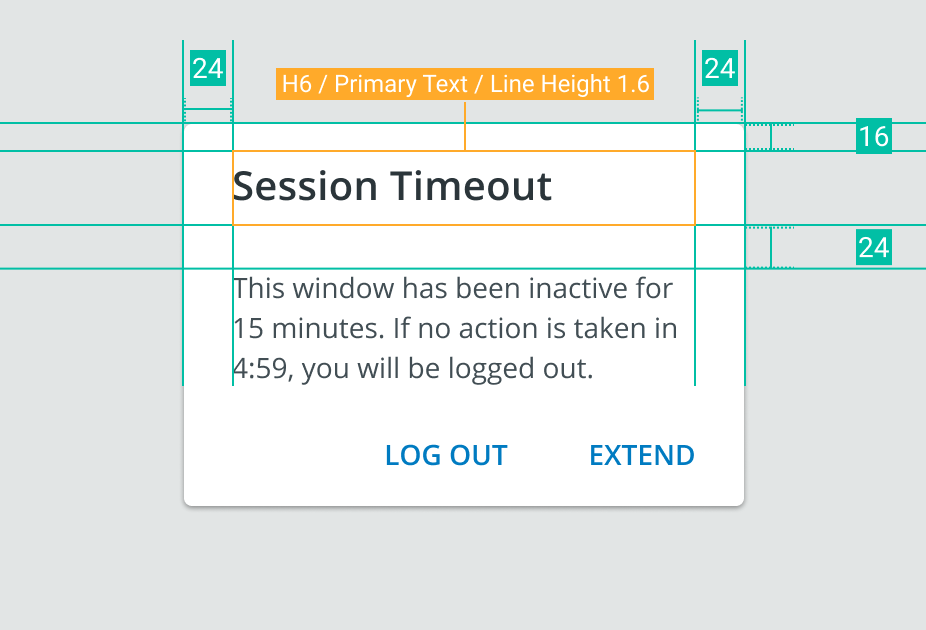 24
24
H6 / Primary Text / Line Height 1.6
16
Session Timeout
24
This window has been inactive for
15 minutes. If no action is taken in
4:59, you will be logged out.
LOG OUT EXTEND